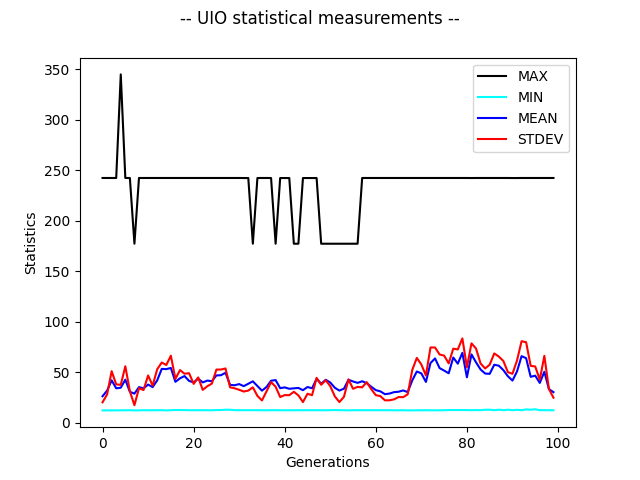 -- UIO statistical measurements --
350
300
250
200
150
100
50
0
Statistics
MAX
MIN
MEAN
STDEV
0 20 40 60 80 100
Generations